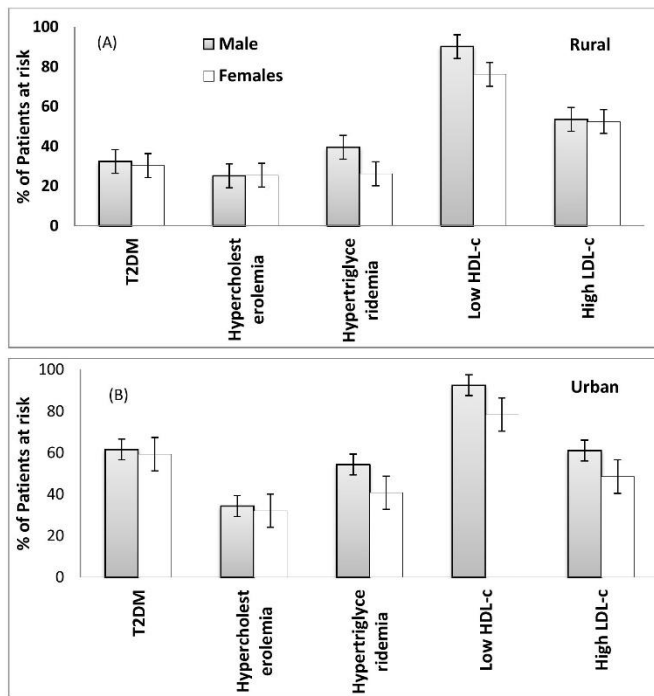 (A)
Male
Females
Rural
% of Patients at risk
100
80
60
40
20
0
T2DM
Hypercholest
erolemia
Hypertriglyce
ridemia
Low HDL-c
High LDL-c
(B)
Urban
% of Patients at risk
100
80
60
40
20
0
T2DM
Hypercholest
erolemia
Hypertriglyce
ridemia
Low HDL-c
High LDL-c